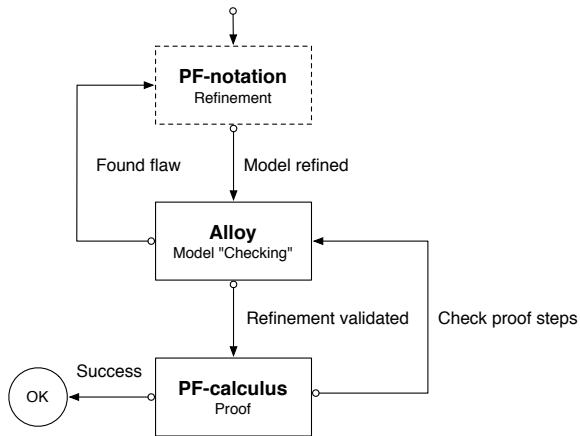 PF-notation
Refinement
Found flaw
Model refined
Alloy
Model "Checking"
Refinement validated
Check proof steps
Success
OK
PF-calculus
Proof